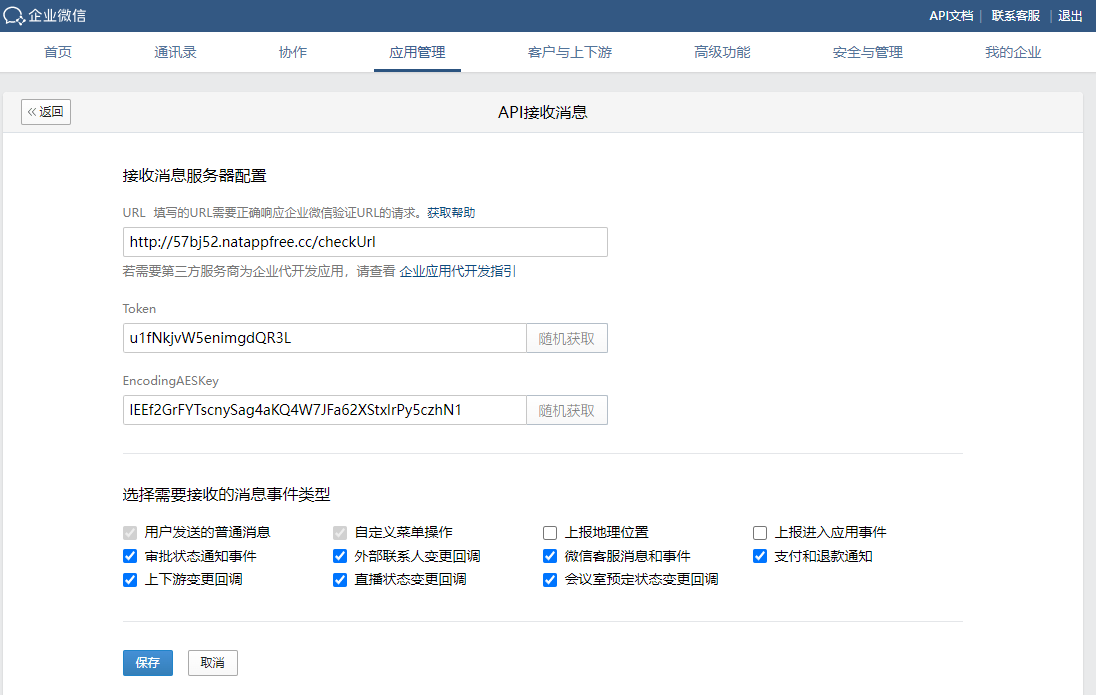 企业微信
API文档 | 联系客服 | 退出
首页 通讯录 协作 应用管理 客户与上下游 高级功能 安全与管理 我的企业
«返回 API接收消息
接收消息服务器配置
URL 填写的URL需要正确响应企业微信验证URL的请求。获取帮助
http://57bj52.natappfree.cc/checkUrl
若需要第三方服务商为企业代开发应用，请查看 企业应用代开发指引
Token
u1fNkjvW5enimgdQR3L 随机获取
EncodingAESKey
IEEf2GrFYTscnySag4aKQ4W7JFa62XStxIrPy5czhN1 随机获取
选择需要接收的消息事件类型
用户发送的普通消息 自定义菜单操作 上报地理位置 上报进入应用事件
审批状态通知事件 外部联系人变更回调 微信客服消息和事件 支付和退款通知
上下游变更回调 直播状态变更回调 会议室预定状态变更回调
保存 取消